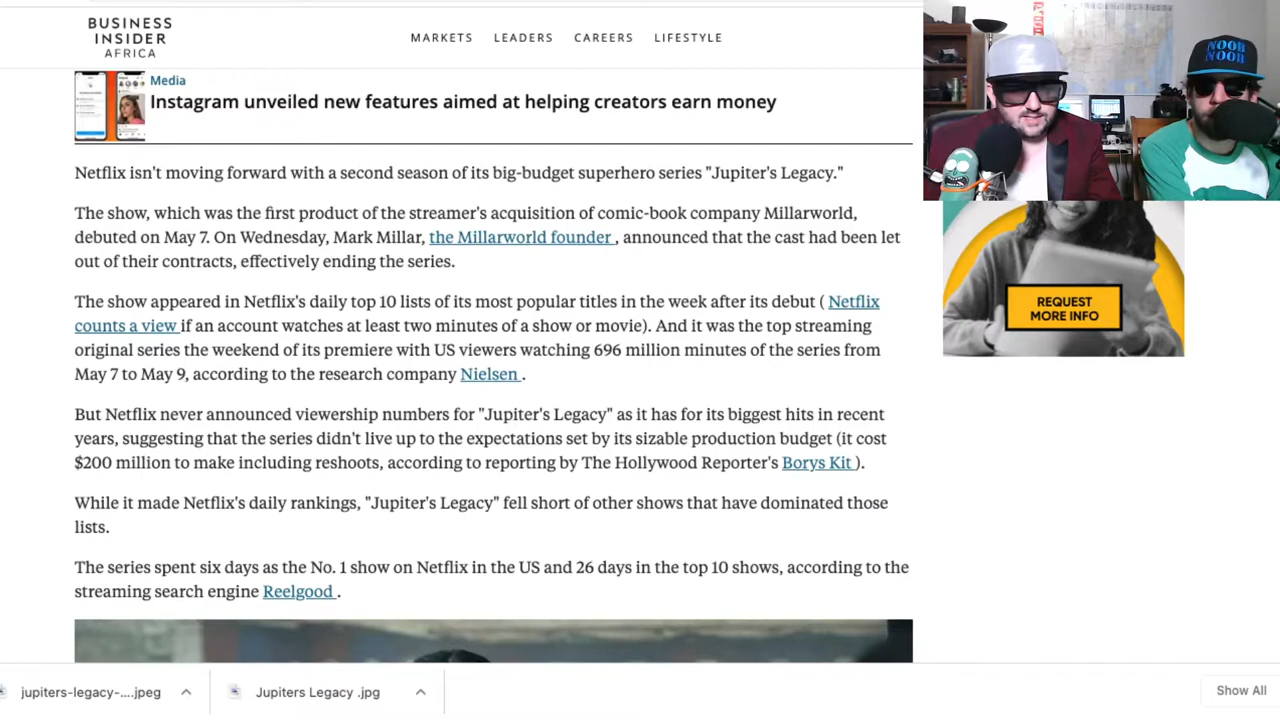 BUSINESS
INSIDER
AFRICA
MARKETS LEADERS CAREERS LIFESTYLE
NOOB
NOOB
Media
Instagram unveiled new features aimed at helping creators earn money
Netflix isn't moving forward with a second season of its big-budget superhero series "Jupiter's Legacy."
The show, which was the first product of the streamer's acquisition of comic-book company Millarworld,
debuted on May 7. On Wednesday, Mark Millar, the Millarworld founder , announced that the cast had been let
out of their contracts, effectively ending the series.
The show appeared in Netflix's daily top 10 lists of its most popular titles in the week after its debut ( Netflix
counts a view if an account watches at least two minutes of a show or movie). And it was the top streaming
original series the weekend of its premiere with US viewers watching 696 million minutes of the series from
May 7 to May 9, according to the research company Nielsen .
But Netflix never announced viewership numbers for "Jupiter's Legacy" as it has for its biggest hits in recent
years, suggesting that the series didn't live up to the expectations set by its sizable production budget (it cost
$200 million to make including reshoots, according to reporting by The Hollywood Reporter's Borys Kit ).
While it made Netflix's daily rankings, "Jupiter's Legacy" fell short of other shows that have dominated those
lists.
The series spent six days as the No. 1 show on Netflix in the US and 26 days in the top 10 shows, according to the
streaming search engine Reelgood .
REQUEST
MORE INFO
jupiters-legacy-....jpeg
Jupiters Legacy .jpg
Show All